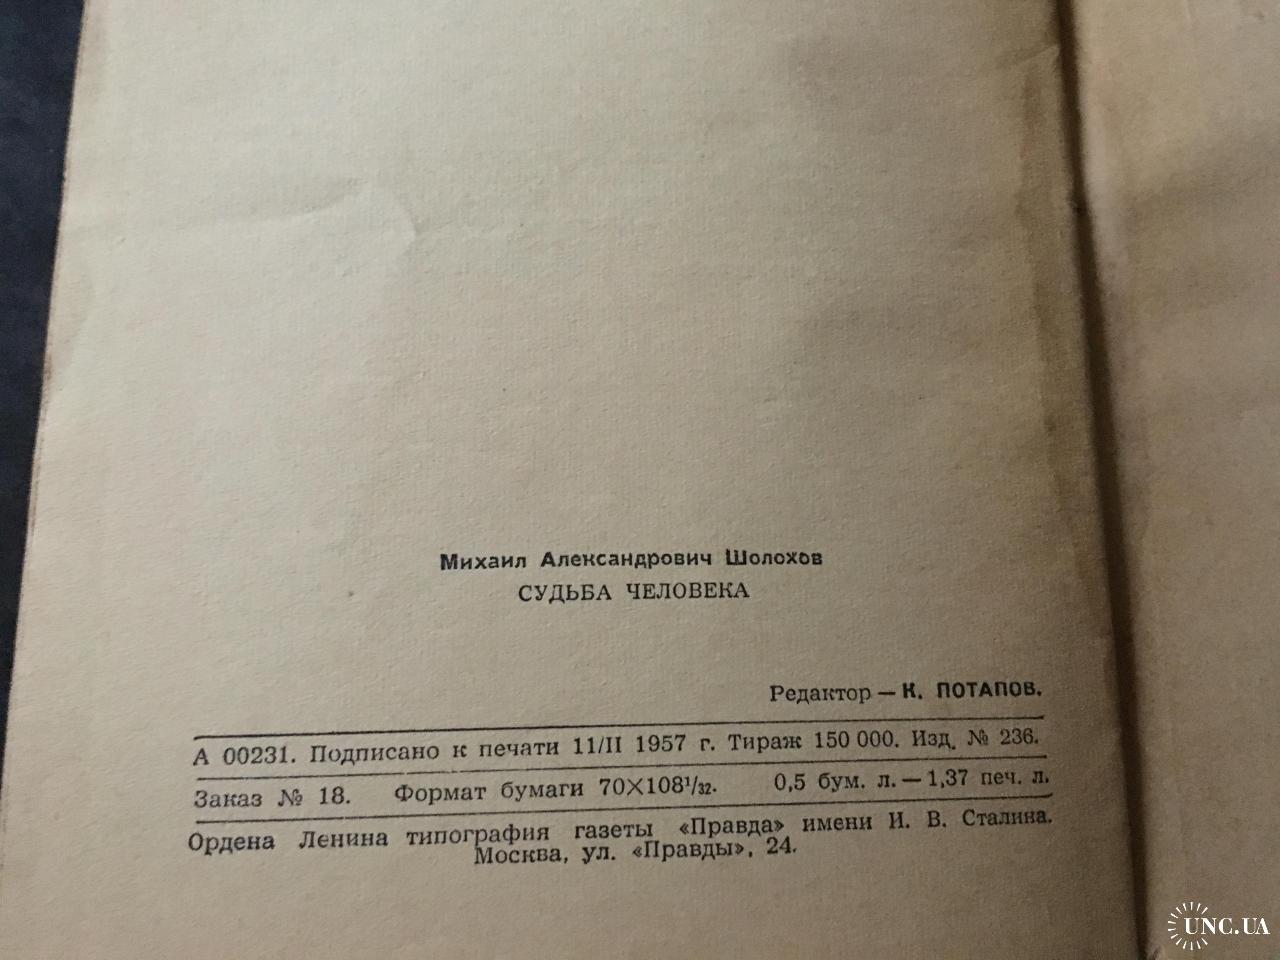 Михаил Александрович Шолохов
СУДЬБА ЧЕЛОВЕКА
Редактор — К. ПОТАПОВ.
А 00231. Подписано к печати 11/II 1957 г. Тираж 150 000. Изд. № 236.
Заказ № 18. Формат бумаги 70X108¹/₃₂. 0,5 бум. л. — 1,37 печ. л.
Ордена Ленина типография газеты «Правда» имени И. В. Сталина.
Москва, ул. «Правды», 24.
UNC.UA